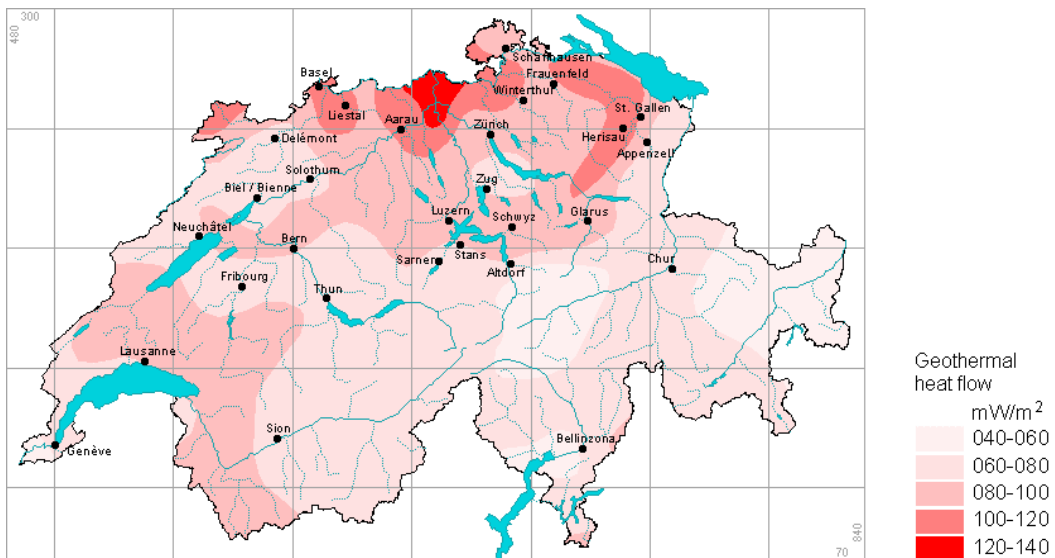 300
480
Schaffhausen
Basel
Frauenfeld
Winterthur
Liestal
St. Gallen
Aarau
Zürich
Herisau
Delémont
Appenzell
Solothurn
Zug
Biel / Bienne
Luzern
Schwyz
Glarus
Neuchâtel
Bern
Stans
Sarnen
Chur
Altdorf
Fribourg
Thun
Lausanne
Sion
Bellinzona
Genève
840
70
Geothermal
heat flow
mW/m²
040-060
060-080
080-100
100-120
120-140